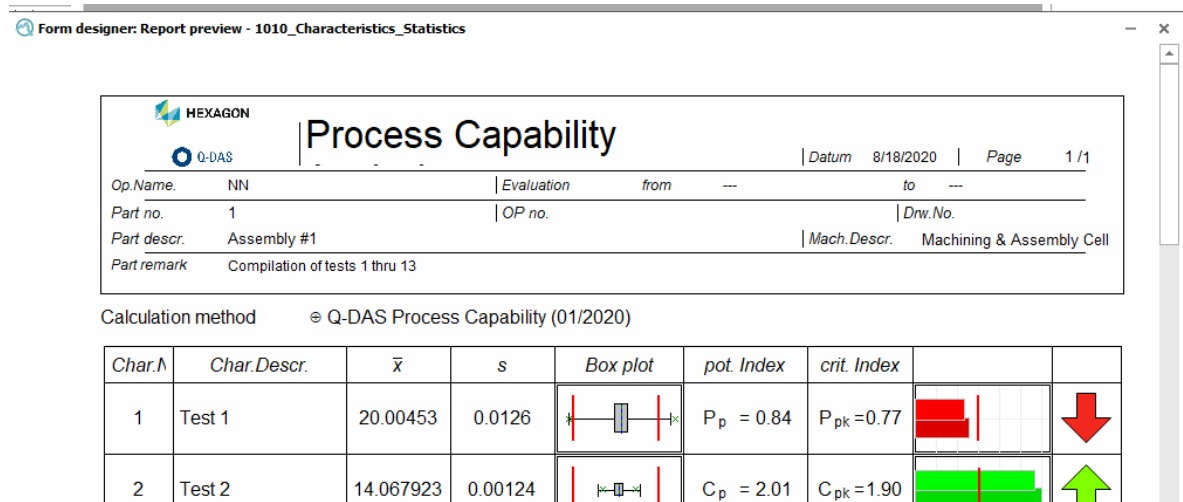 Form designer: Report preview - 1010_Characteristics_Statistics
HEXAGON
Process Capability
Q-DAS
Datum 8/18/2020 Page 1 /1
Op.Name. NN Evaluation from --- to ---
Part no. 1 OP no. Drw.No.
Part descr. Assembly #1 Mach.Descr. Machining & Assembly Cell
Part remark Compilation of tests 1 thru 13
Calculation method ⊕ Q-DAS Process Capability (01/2020)
Char.N Char.Descr. x̅ s Box plot pot. Index crit. Index
1 Test 1 20.00453 0.0126 Pp = 0.84 Ppk =0.77
2 Test 2 14.067923 0.00124 Cp = 2.01 Cpk =1.90